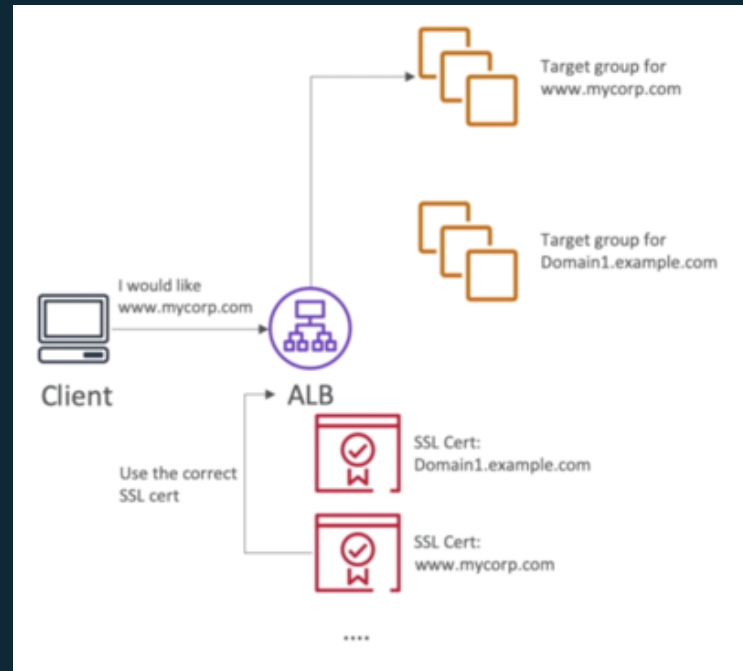 Target group for
www.mycorp.com
Target group for
Domain1.example.com
I would like
www.mycorp.com
Client
ALB
Use the correct
SSL cert
SSL Cert:
Domain1.example.com
SSL Cert:
www.mycorp.com
....